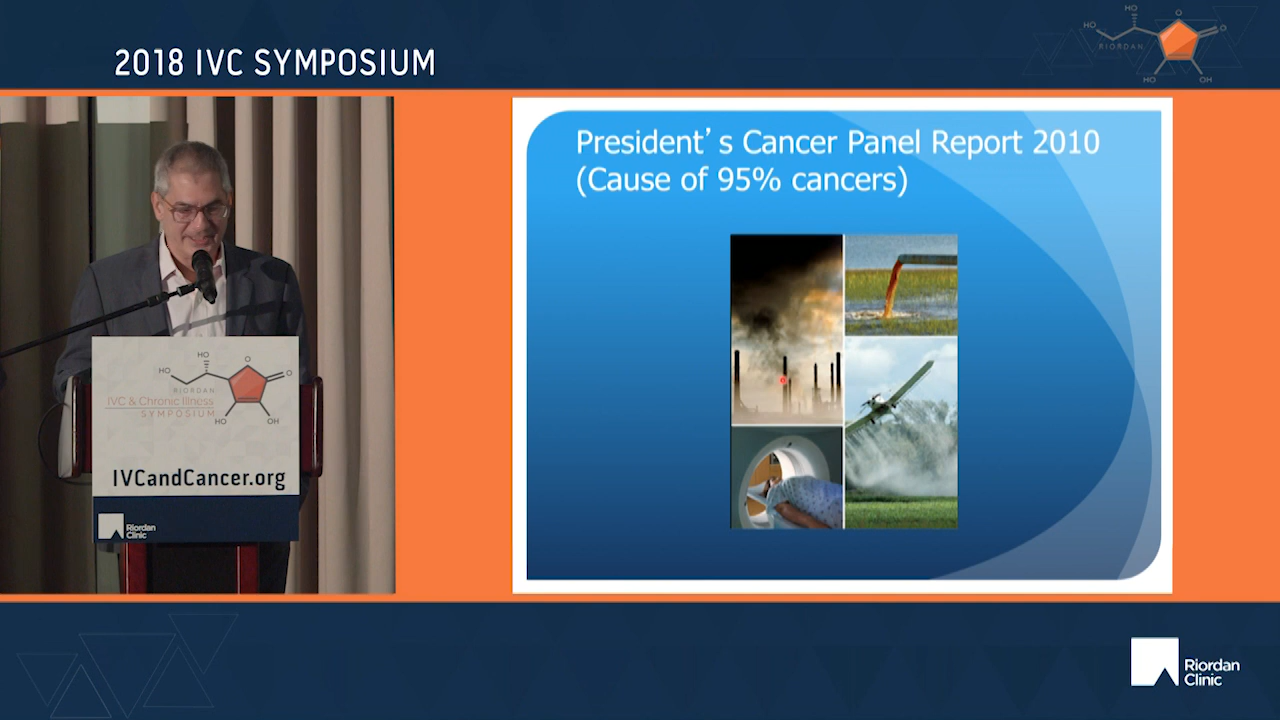 2018 IVC SYMPOSIUM
HO
HO
O
O
RIORDAN
HO
OH
President's Cancer Panel Report 2010
(Cause of 95% cancers)
HO
HO
O
O
RIORDAN
IVC & Chronic Illness
SYMPOSIUM
HO
OH
IVCandCancer.org
Riordan
Clinic
Riordan
Clinic